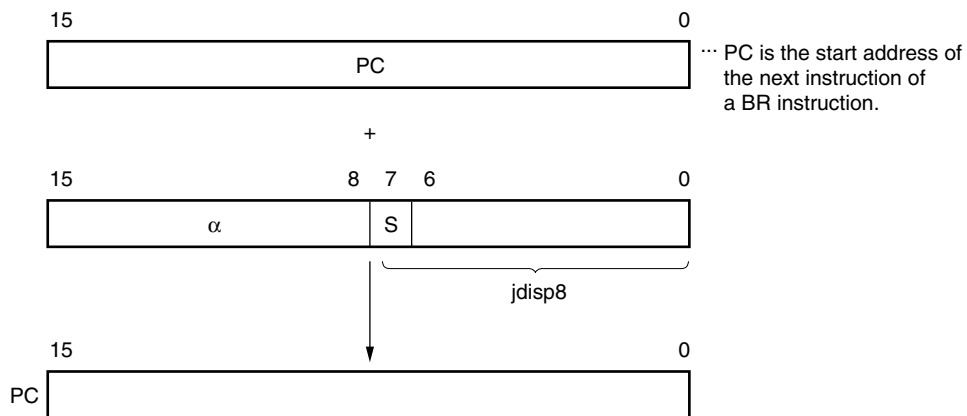 15 0
PC
... PC is the start address of
the next instruction of
a BR instruction.
+
15 8 7 6 0
α S
jdisp8
15 0
PC